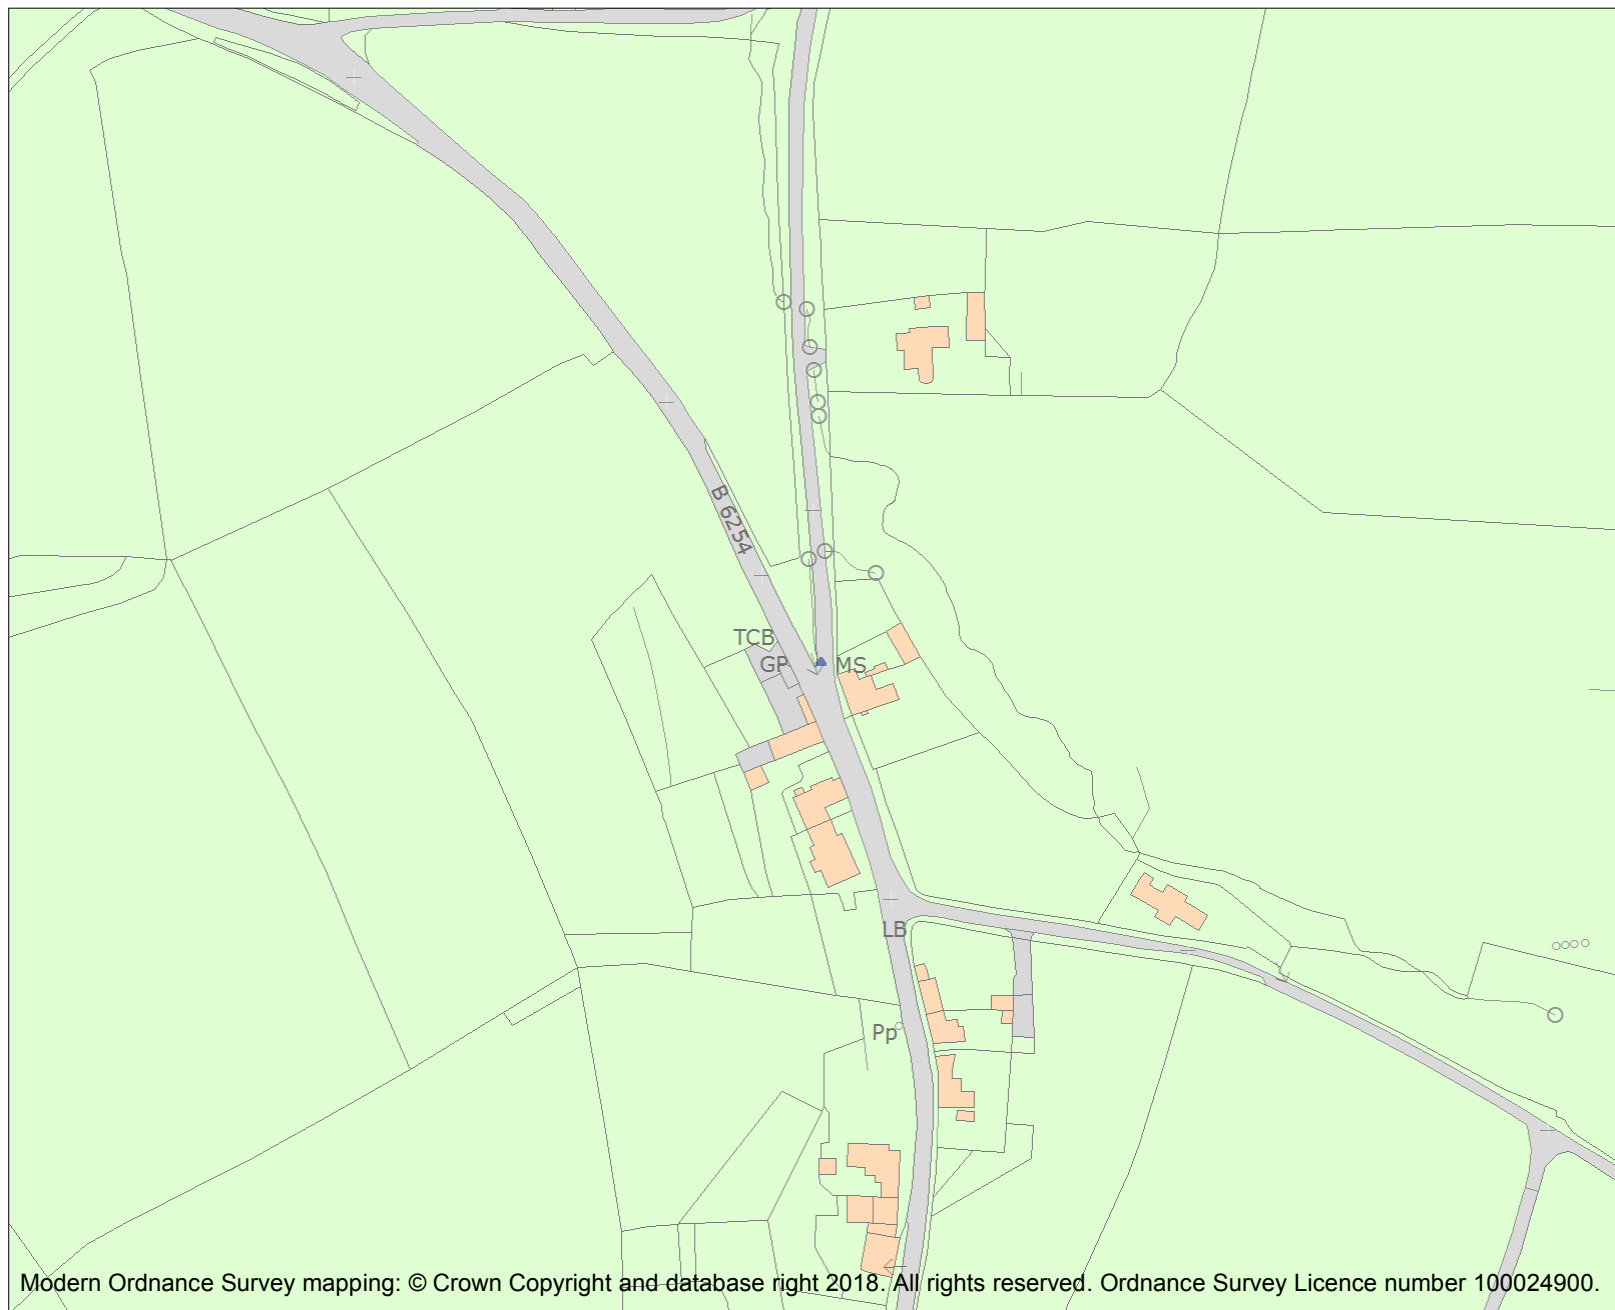 B 6254
TCB
GP
MS
LB
Pp
Modern Ordnance Survey mapping: © Crown Copyright and database right 2018. All rights reserved. Ordnance Survey Licence number 100024900.